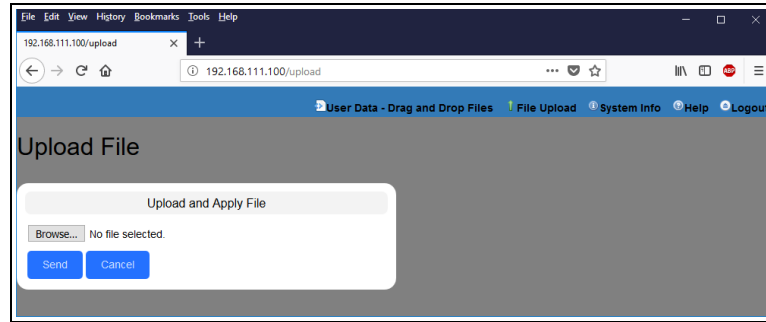 File Edit View History Bookmarks Tools Help
192.168.111.100/upload
192.168.111.100/upload
ABP
User Data - Drag and Drop Files File Upload System Info Help Logout
Upload File
Upload and Apply File
Browse... No file selected.
Send Cancel